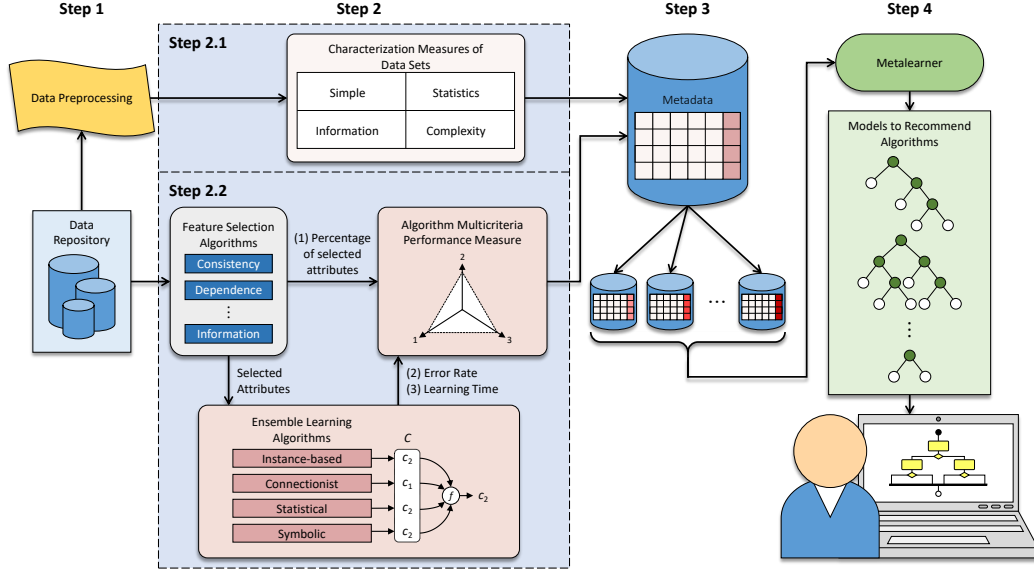 Step 1
Step 2
Step 3
Step 4
Step 2.1
Characterization Measures of
Data Sets
Simple
Statistics
Information
Complexity
Data Preprocessing
Metadata
Metalearner
Models to Recommend
Algorithms
Step 2.2
Data
Repository
Feature Selection
Algorithms
Consistency
Dependence
⋮
Information
(1) Percentage
of selected
attributes
Algorithm Multicriteria
Performance Measure
2
1
3
...
⋮
Selected
Attributes
(2) Error Rate
(3) Learning Time
Ensemble Learning
Algorithms
C
Instance-based
c2
Connectionist
c1
Statistical
c2
Symbolic
c2
f
c2